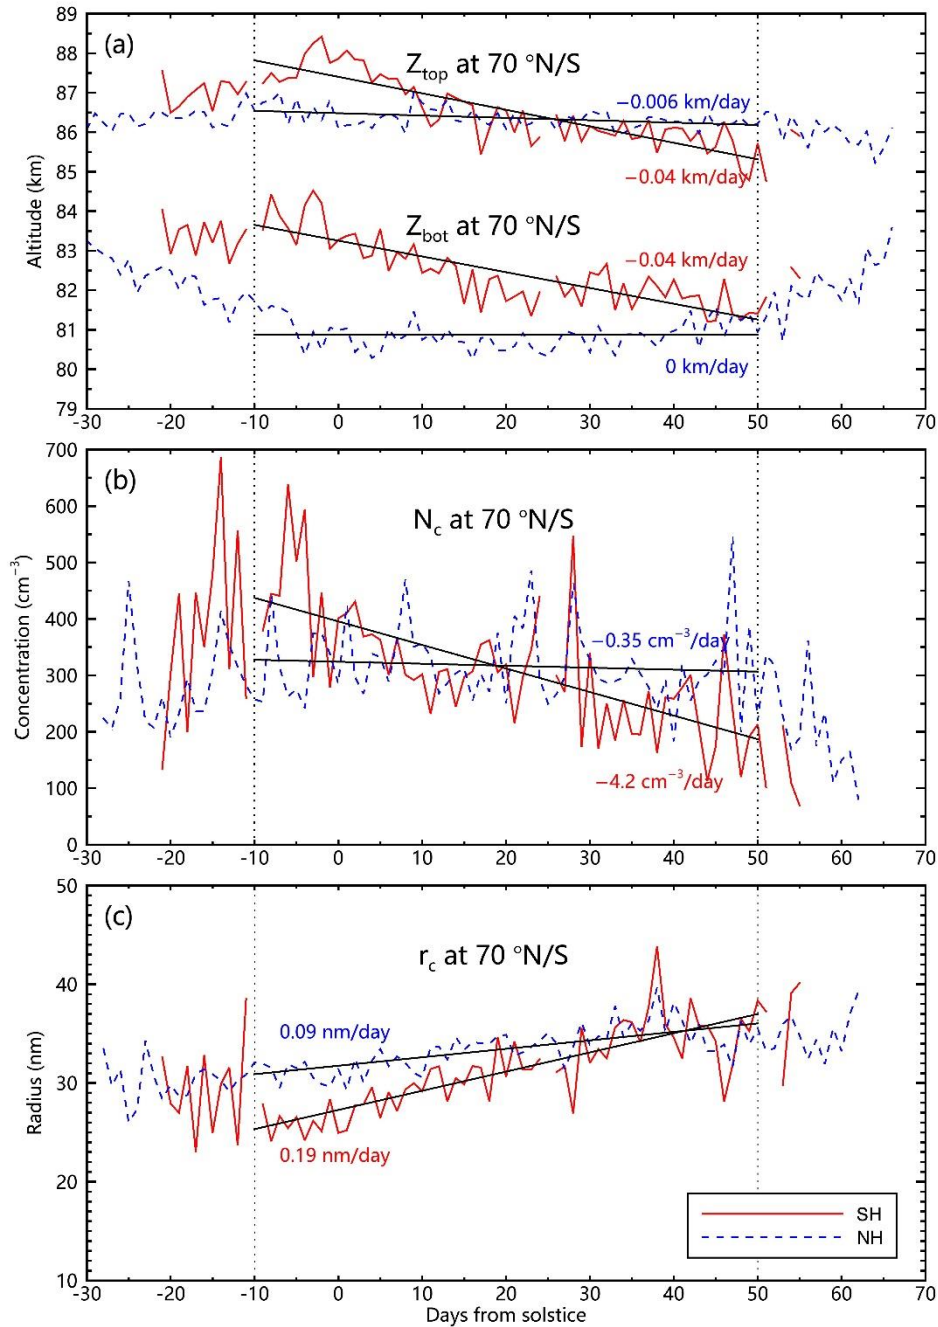 (a)
Z_top at 70 °N/S
−0.006 km/day
−0.04 km/day
Z_bot at 70 °N/S
−0.04 km/day
0 km/day
Altitude (km)
89
88
87
86
85
84
83
82
81
80
79
-30 -20 -10 0 10 20 30 40 50 60 70
(b)
N_c at 70 °N/S
−0.35 cm⁻³/day
−4.2 cm⁻³/day
Concentration (cm⁻³)
700
600
500
400
300
200
100
0
-30 -20 -10 0 10 20 30 40 50 60 70
(c)
r_c at 70 °N/S
0.09 nm/day
0.19 nm/day
Radius (nm)
50
40
30
20
10
SH
NH
-30 -20 -10 0 10 20 30 40 50 60 70
Days from solstice